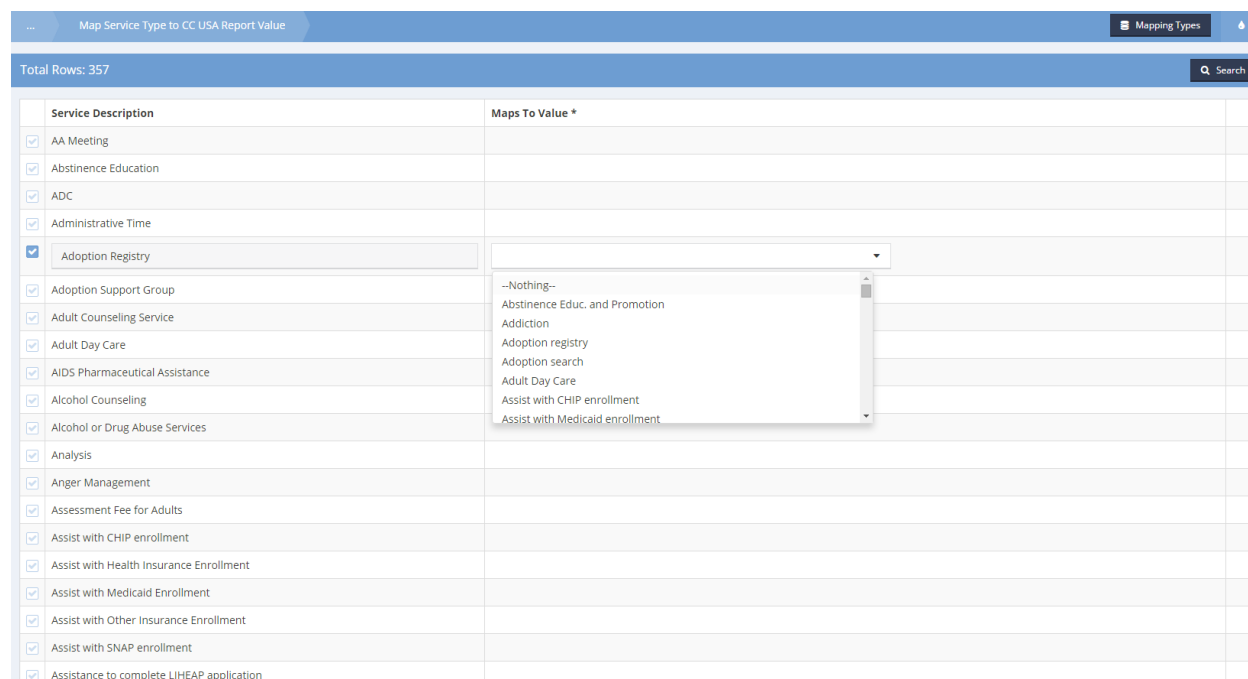 ... Map Service Type to CC USA Report Value Mapping Types
Total Rows: 357 Search
Service Description Maps To Value *
AA Meeting
Abstinence Education
ADC
Administrative Time
Adoption Registry
Adoption Support Group
Adult Counseling Service
Adult Day Care
AIDS Pharmaceutical Assistance
Alcohol Counseling
Alcohol or Drug Abuse Services
Analysis
Anger Management
Assessment Fee for Adults
Assist with CHIP enrollment
Assist with Health Insurance Enrollment
Assist with Medicaid Enrollment
Assist with Other Insurance Enrollment
Assist with SNAP enrollment
Assistance to complete LIHEAP application
--Nothing--
Abstinence Educ. and Promotion
Addiction
Adoption registry
Adoption search
Adult Day Care
Assist with CHIP enrollment
Assist with Medicaid enrollment